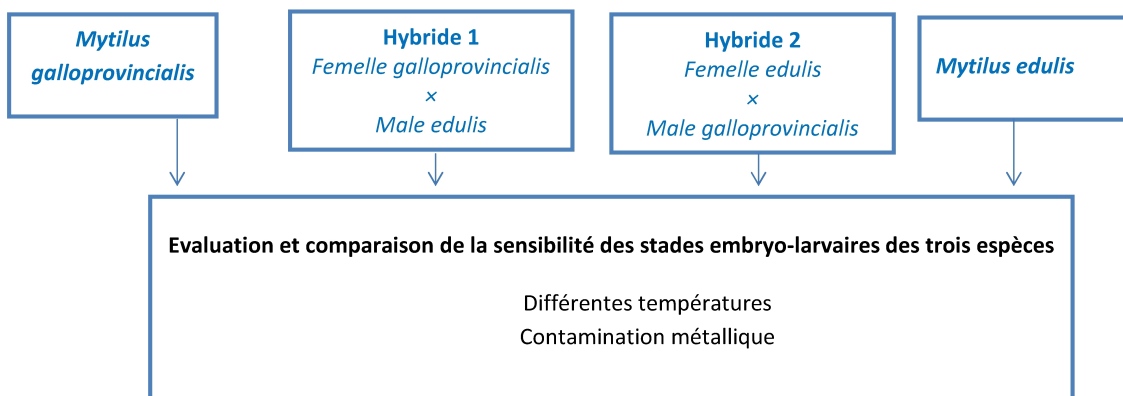 Mytilus
galloprovincialis
Hybride 1
Femelle galloprovincialis
×
Male edulis
Hybride 2
Femelle edulis
×
Male galloprovincialis
Mytilus edulis
Evaluation et comparaison de la sensibilité des stades embryo-larvaires des trois espèces
Différentes températures
Contamination métallique